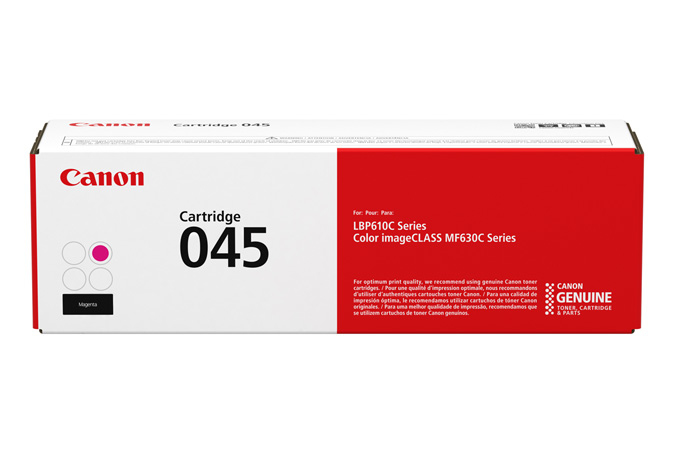 Canon Cartridge 045
Canon
Cartridge
045
Magenta
For: Pour: Para:
LBP610C Series
Color imageCLASS MF630C Series
For optimum print quality, we recommend using genuine Canon toner
cartridges. / Pour une qualité d'impression optimale, nous recommandons
d'utiliser d'authentiques cartouches toner Canon. / Para una calidad de
impresión óptima, le recomendamos utilizar cartuchos de tóner Canon
originales. / Para uma melhor qualidade de impressão, recomendamos que
se utilizem cartuchos de toner Canon genuínos.
CANON
GENUINE
TONER, CARTRIDGE
& PARTS